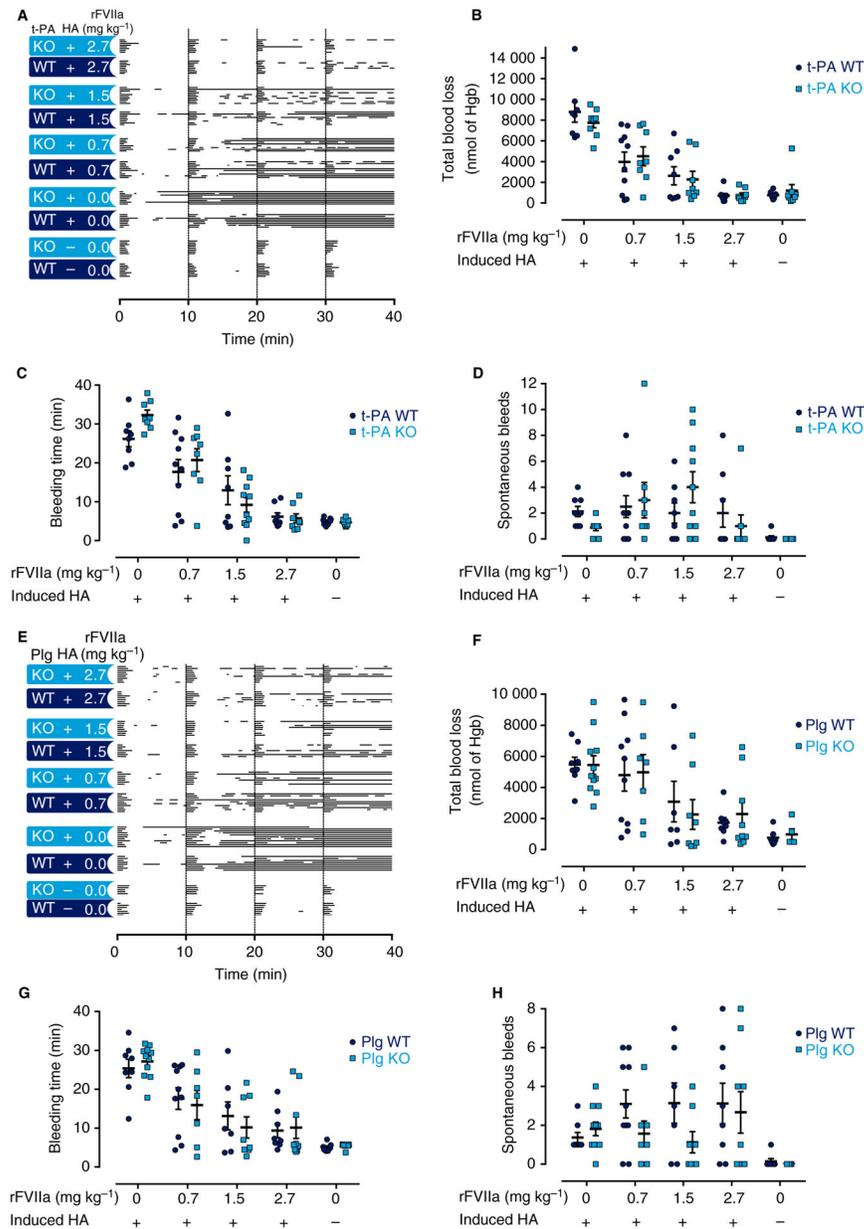 A
rFVIIa
t-PA HA (mg kg–1)
KO + 2.7
WT + 2.7
KO + 1.5
WT + 1.5
KO + 0.7
WT + 0.7
KO + 0.0
WT + 0.0
KO – 0.0
WT – 0.0
0 10 20 30 40
Time (min)
B
Total blood loss
(nmol of Hgb)
14 000
12 000
10 000
8000
6000
4000
2000
0
t-PA WT
t-PA KO
rFVIIa (mg kg–1) 0 0.7 1.5 2.7 0
Induced HA + + + + –
C
Bleeding time (min)
40
30
20
10
0
t-PA WT
t-PA KO
rFVIIa (mg kg–1) 0 0.7 1.5 2.7 0
Induced HA + + + + –
D
Spontaneous bleeds
12
10
8
6
4
2
0
t-PA WT
t-PA KO
rFVIIa (mg kg–1) 0 0.7 1.5 2.7 0
Induced HA + + + + –
E
rFVIIa
Plg HA (mg kg–1)
KO + 2.7
WT + 2.7
KO + 1.5
WT + 1.5
KO + 0.7
WT + 0.7
KO + 0.0
WT + 0.0
KO – 0.0
WT – 0.0
0 10 20 30 40
Time (min)
F
Total blood loss
(nmol of Hgb)
10 000
8000
6000
4000
2000
0
Plg WT
Plg KO
rFVIIa (mg kg–1) 0 0.7 1.5 2.7 0
Induced HA + + + + –
G
Bleeding time (min)
40
30
20
10
0
Plg WT
Plg KO
rFVIIa (mg kg–1) 0 0.7 1.5 2.7 0
Induced HA + + + + –
H
Spontaneous bleeds
8
6
4
2
0
Plg WT
Plg KO
rFVIIa (mg kg–1) 0 0.7 1.5 2.7 0
Induced HA + + + + –